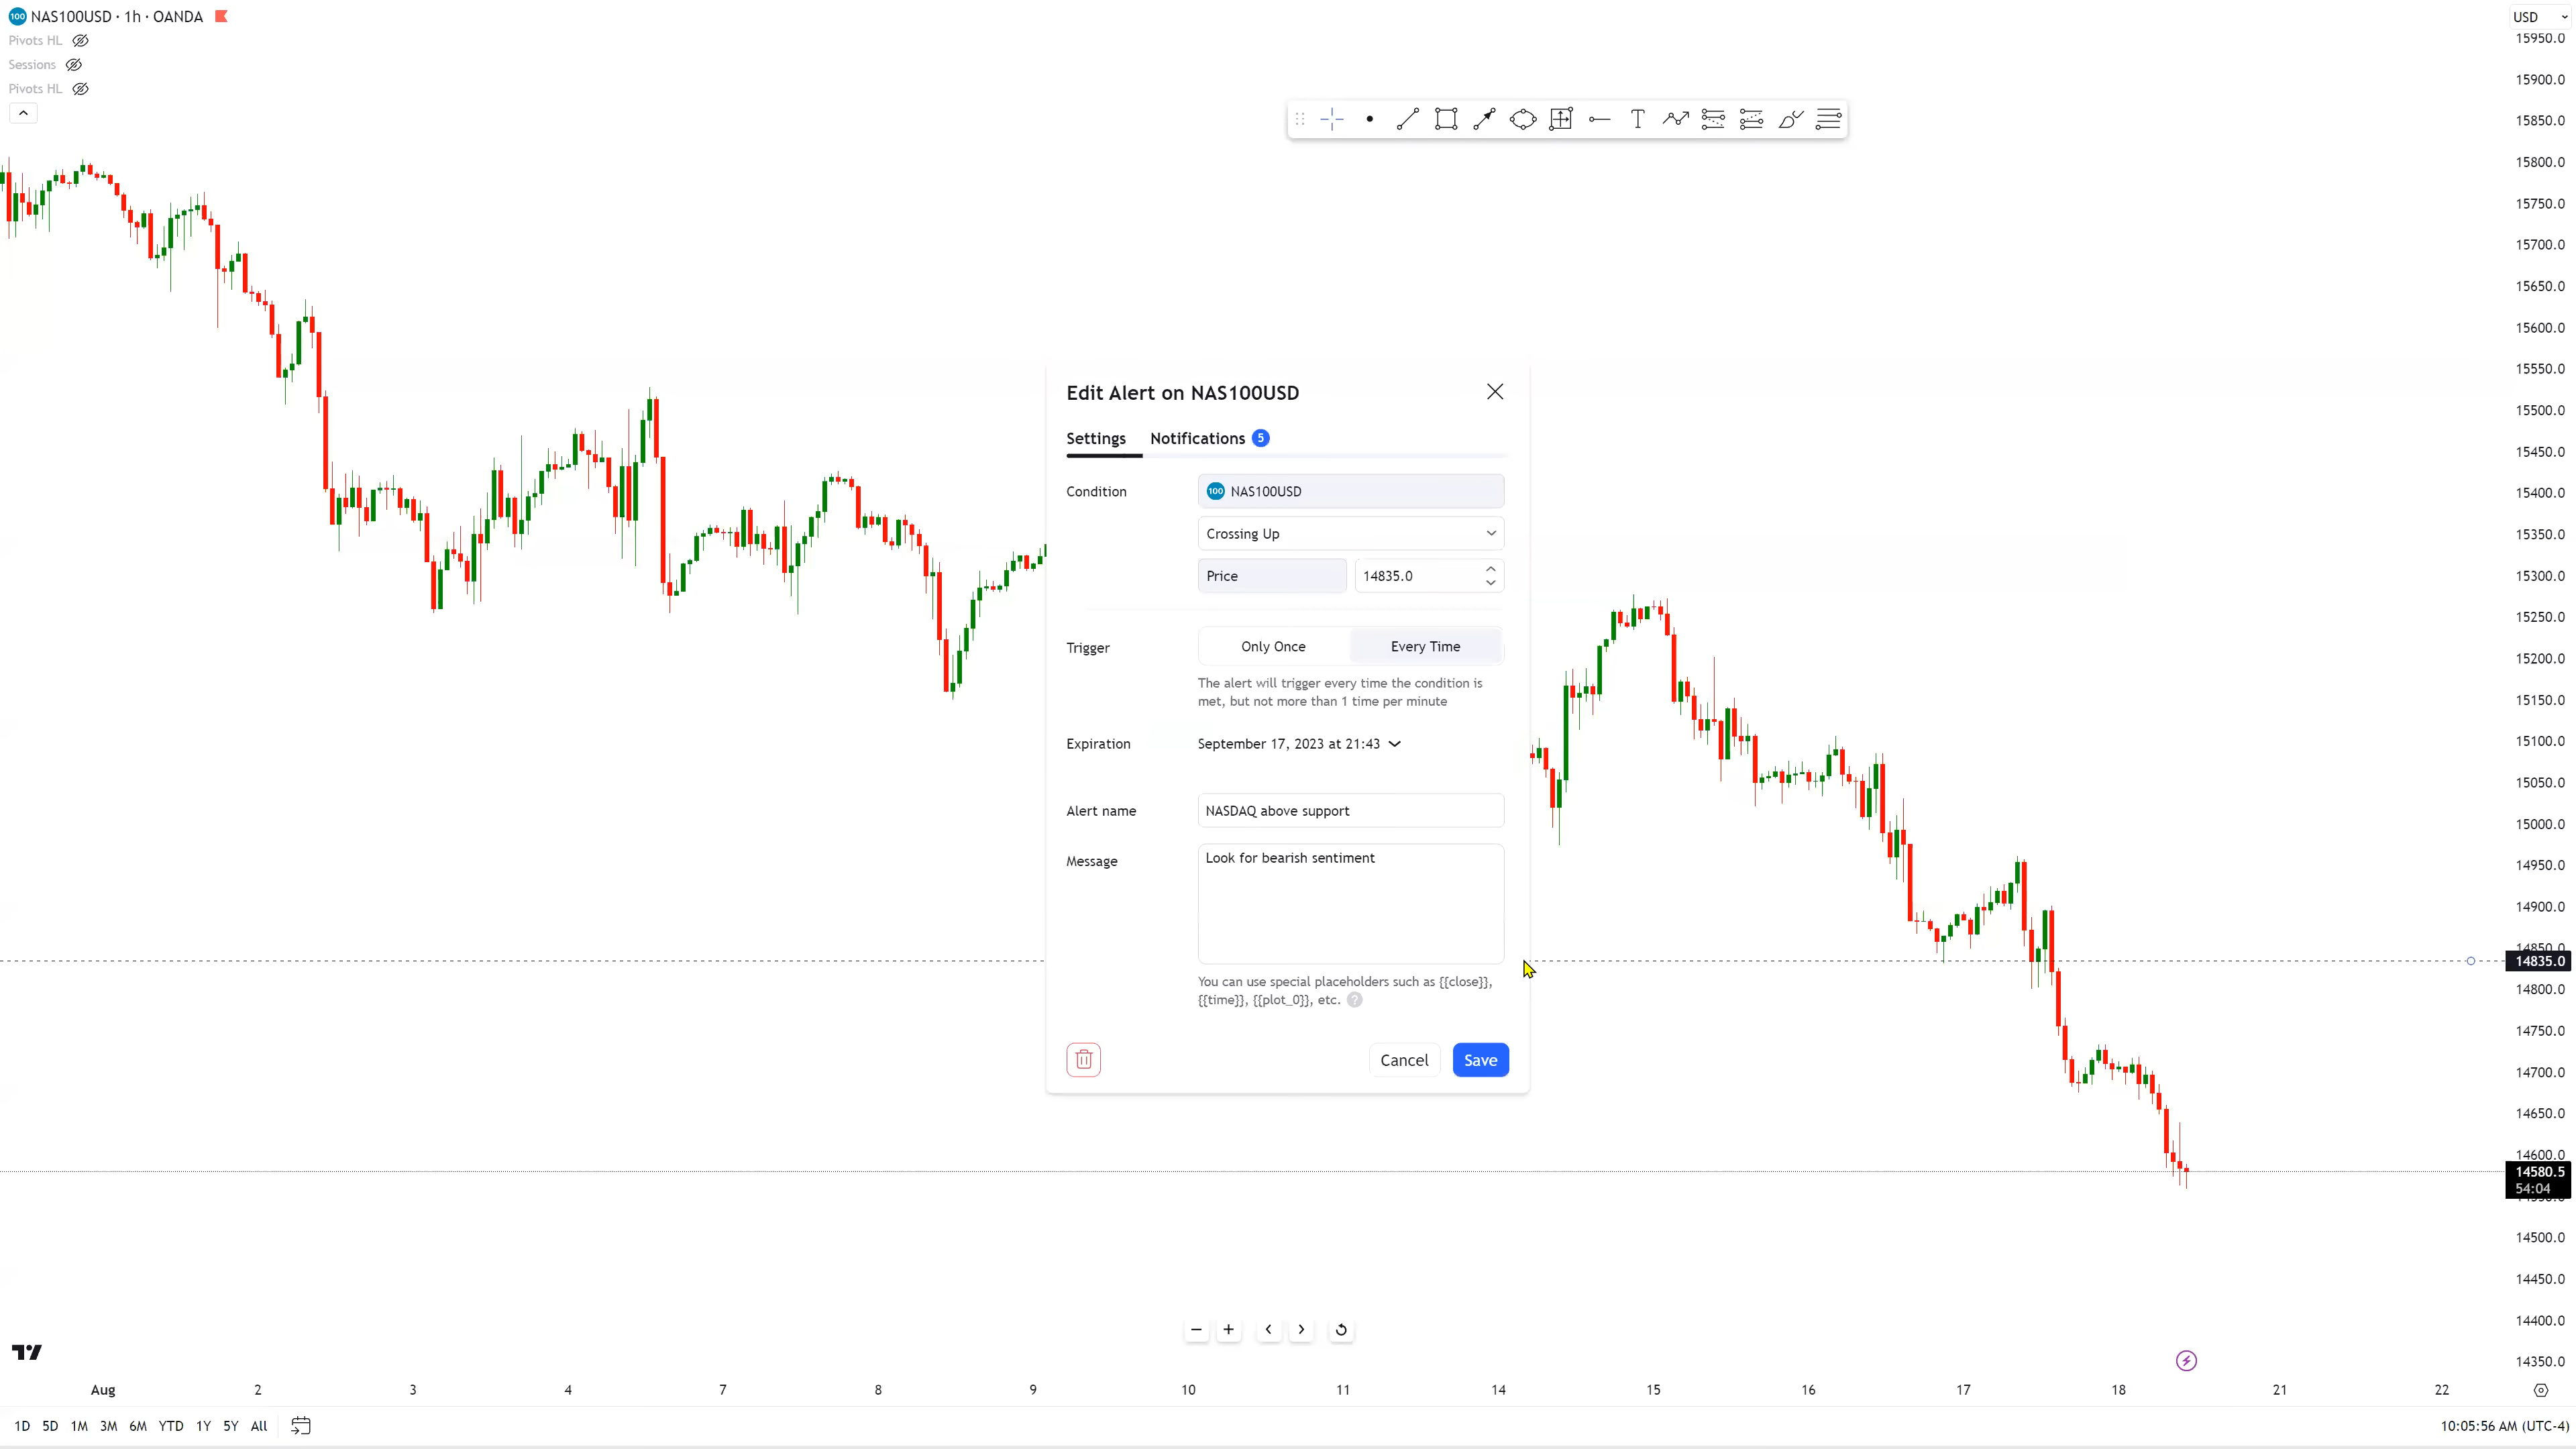 100 NAS100USD · 1h · OANDA
Pivots HL
Sessions
Pivots HL
USD
15950.0
15900.0
15850.0
15800.0
15750.0
15700.0
15650.0
15600.0
15550.0
15500.0
15450.0
15400.0
15350.0
15300.0
15250.0
15200.0
15150.0
15100.0
15050.0
15000.0
14950.0
14900.0
14850.0
14835.0
14800.0
14750.0
14700.0
14650.0
14600.0
14580.5
54:04
14500.0
14450.0
14400.0
14350.0
Edit Alert on NAS100USD
Settings Notifications 5
Condition 100 NAS100USD
Crossing Up
Price 14835.0
Trigger Only Once Every Time
The alert will trigger every time the condition is
met, but not more than 1 time per minute
Expiration September 17, 2023 at 21:43
Alert name NASDAQ above support
Message Look for bearish sentiment
You can use special placeholders such as {{close}},
{{time}}, {{plot_0}}, etc. ?
Cancel Save
Aug 2 3 4 7 8 9 10 11 14 15 16 17 18 21 22
1D 5D 1M 3M 6M YTD 1Y 5Y All
10:05:56 AM (UTC-4)